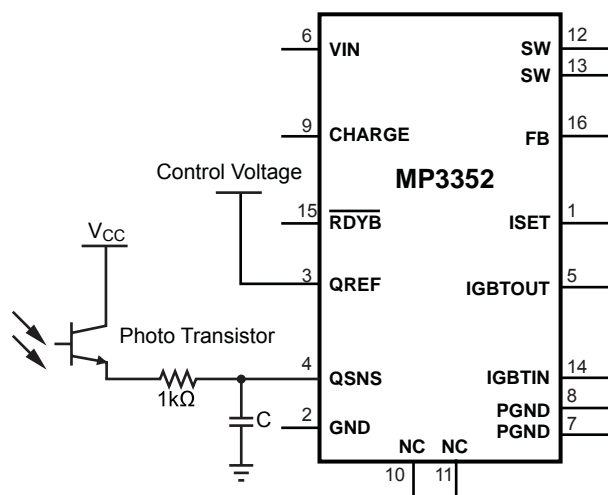 6
VIN
SW
12
SW
13
9
CHARGE
FB
16
MP3352
Control Voltage
15
RDYB
ISET
1
VCC
3
QREF
IGBTOUT
5
Photo Transistor
4
QSNS
IGBTIN
14
1kΩ
C
2
GND
PGND
8
PGND
7
NC
NC
10
11